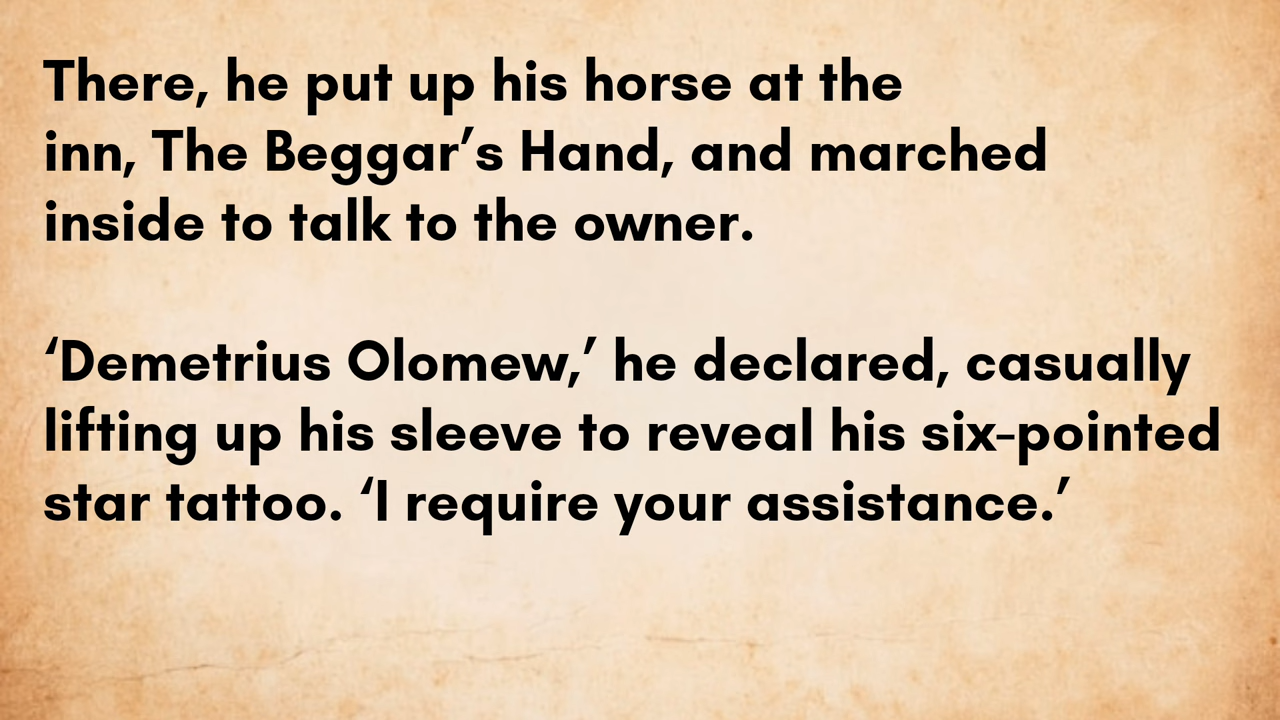 There, he put up his horse at the
inn, The Beggar’s Hand, and marched
inside to talk to the owner.
‘Demetrius Olomew,’ he declared, casually
lifting up his sleeve to reveal his six-pointed
star tattoo. ‘I require your assistance.’